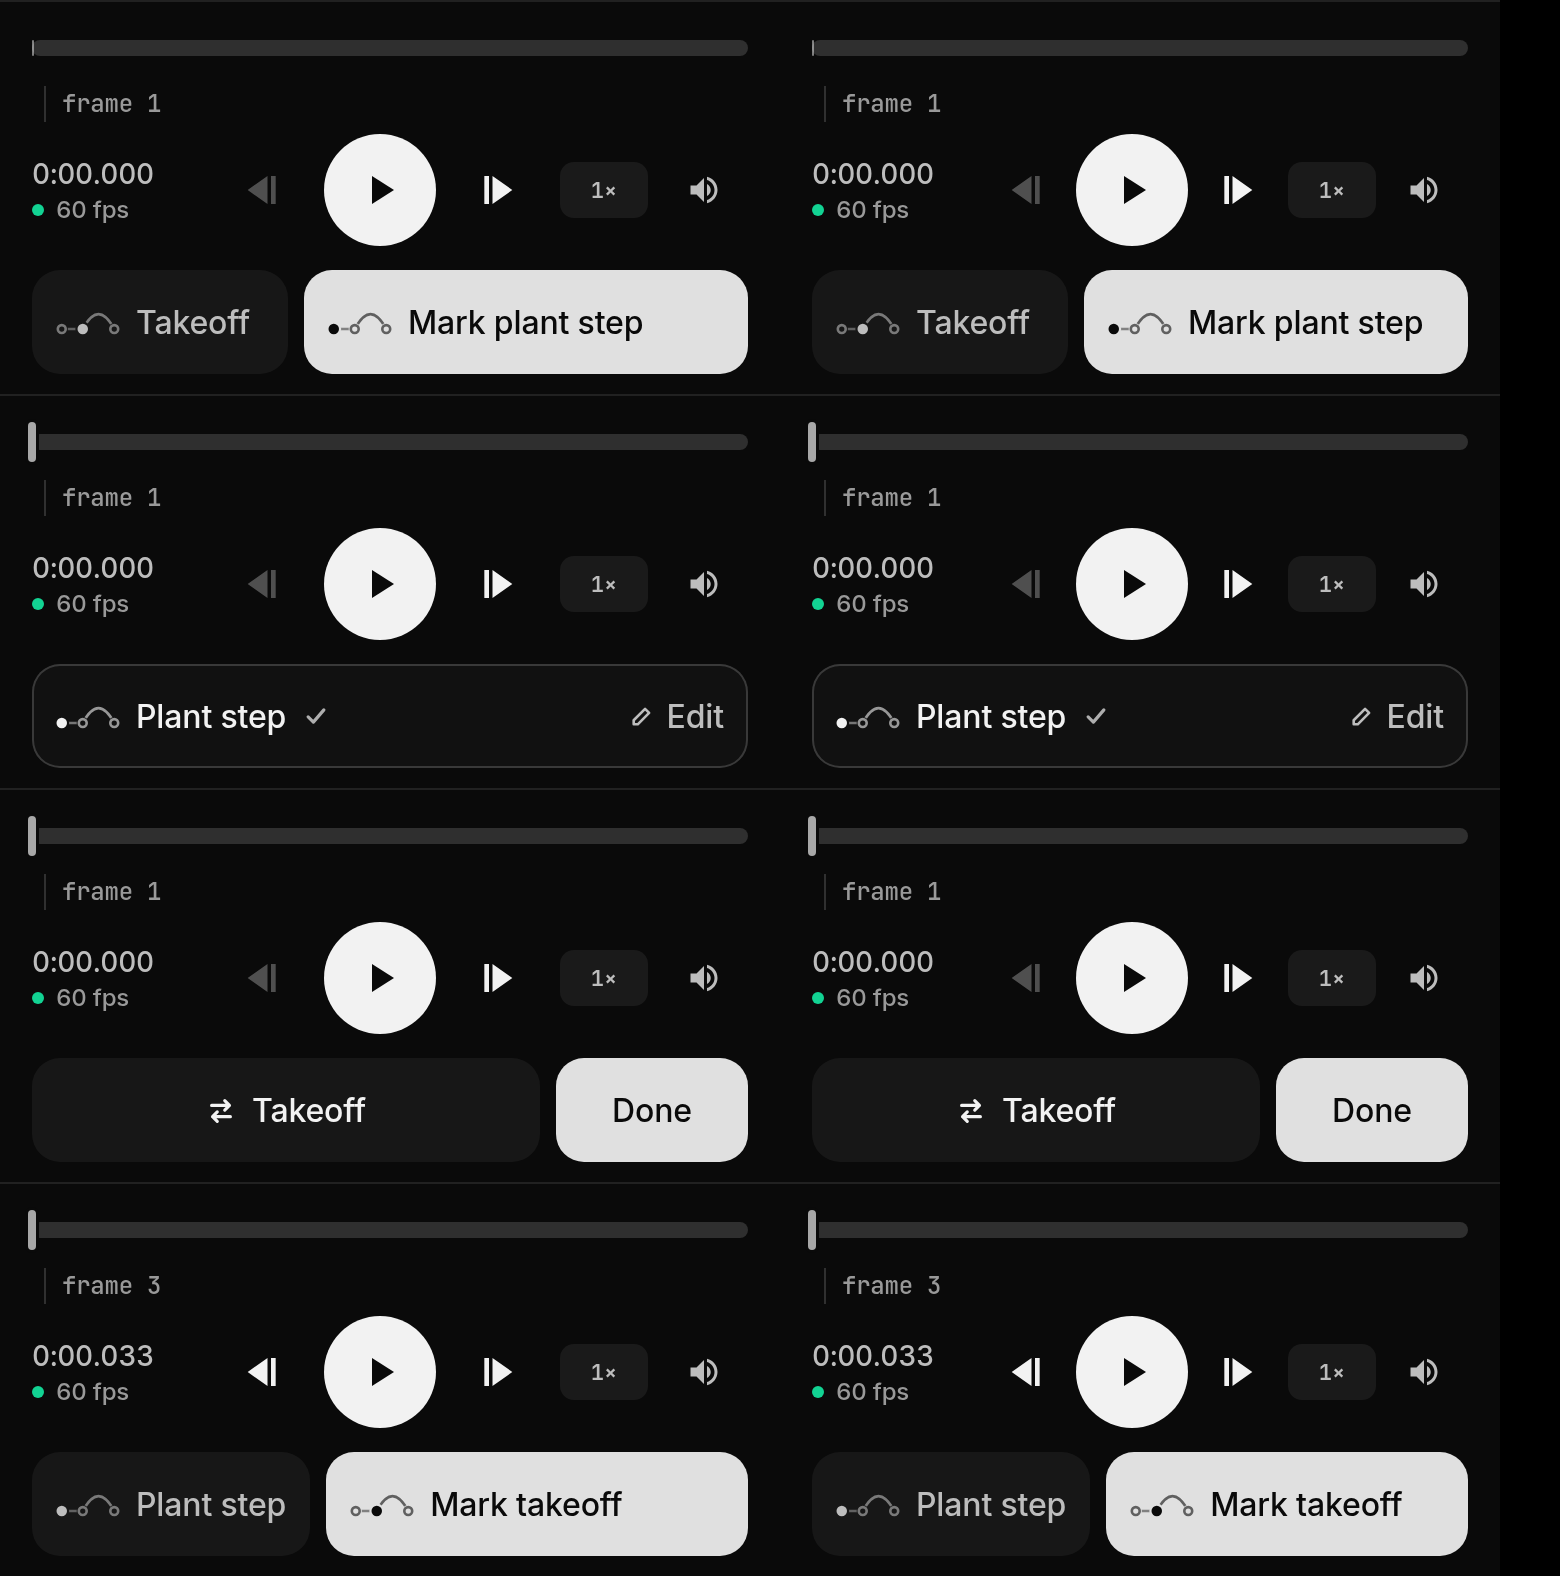 frame 1
frame 1
0:00.000
60 fps
1×
0:00.000
60 fps
1×
Takeoff
Mark plant step
Takeoff
Mark plant step
frame 1
frame 1
0:00.000
60 fps
1×
0:00.000
60 fps
1×
Plant step
Edit
Plant step
Edit
frame 1
frame 1
0:00.000
60 fps
1×
0:00.000
60 fps
1×
Takeoff
Done
Takeoff
Done
frame 3
frame 3
0:00.033
60 fps
1×
0:00.033
60 fps
1×
Plant step
Mark takeoff
Plant step
Mark takeoff